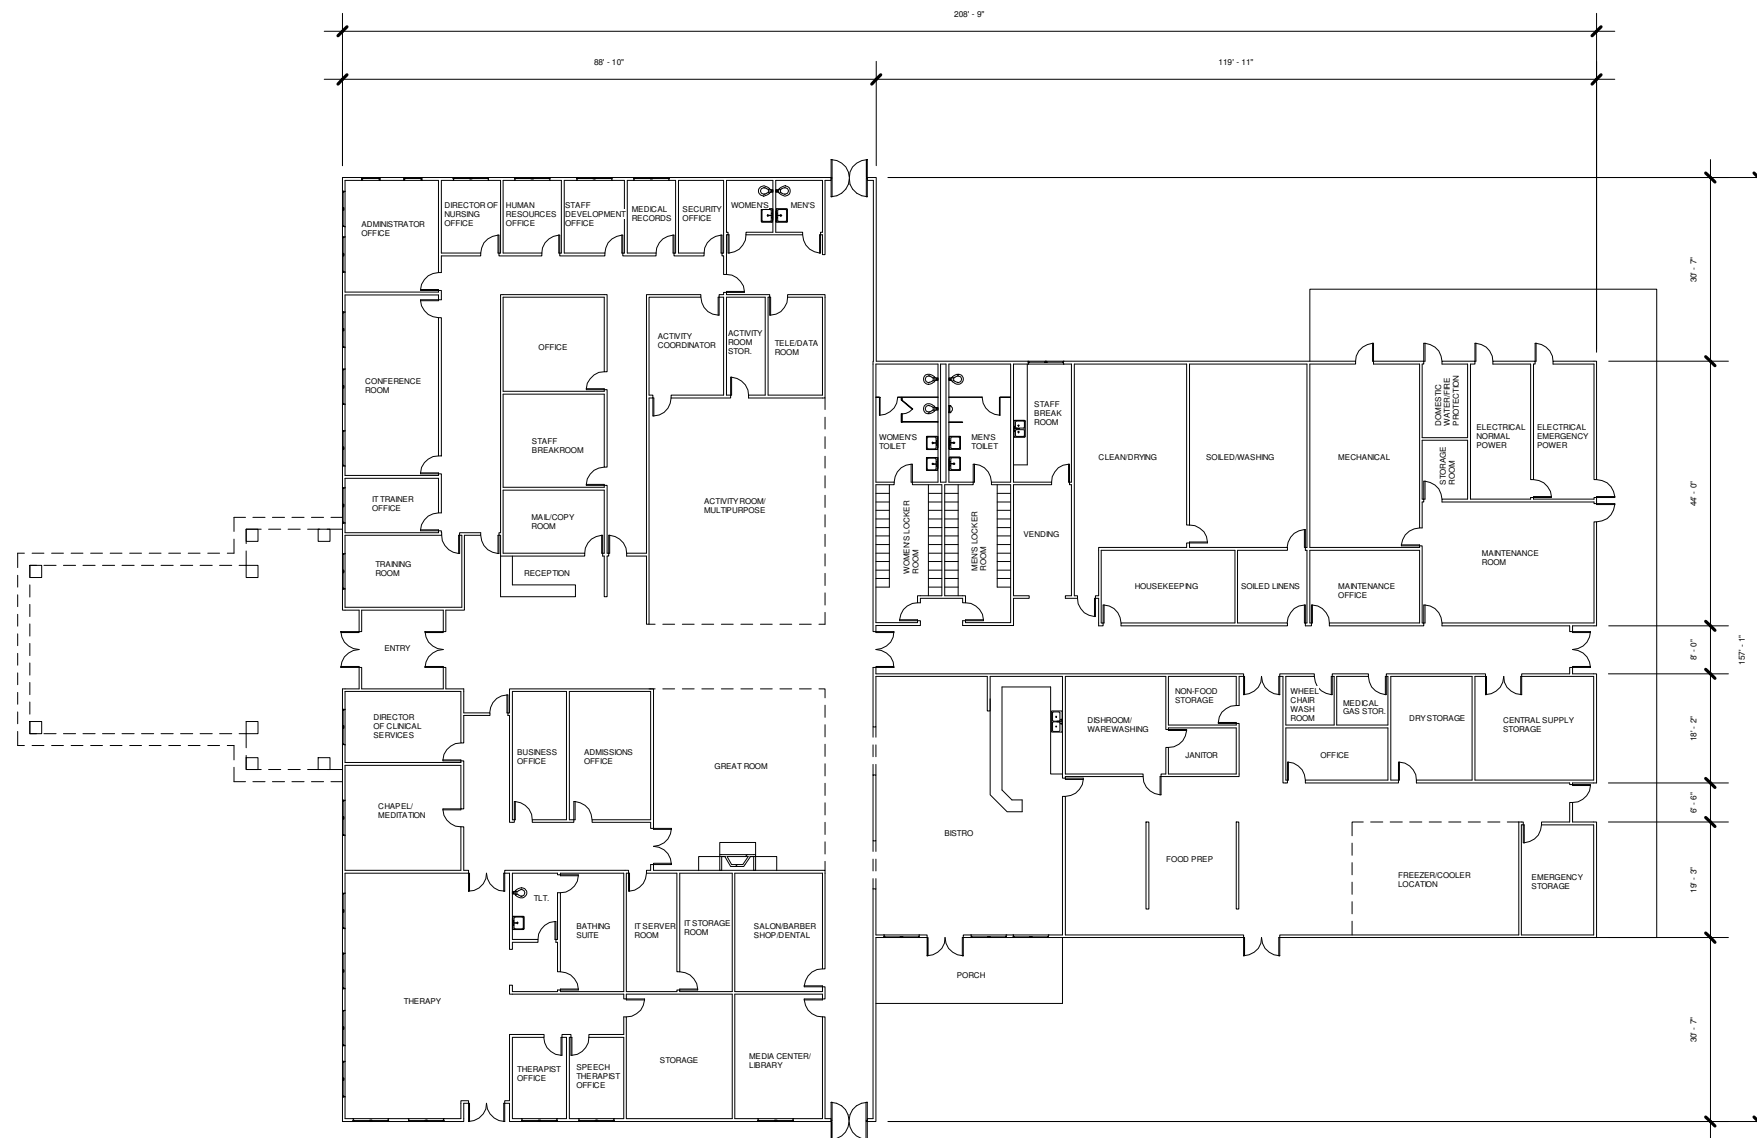 208' - 9"
88' - 10"
119' - 11"
ADMINISTRATOR
OFFICE
DIRECTOR OF
NURSING
OFFICE
HUMAN
RESOURCES
OFFICE
STAFF
DEVELOPMENT
OFFICE
MEDICAL
RECORDS
SECURITY
OFFICE
WOMEN'S
MEN'S
30' - 7"
CONFERENCE
ROOM
OFFICE
ACTIVITY
COORDINATOR
ACTIVITY
ROOM
STOR.
TELE/DATA
ROOM
STAFF
BREAKROOM
ACTIVITY ROOM/
MULTIPURPOSE
IT TRAINER
OFFICE
MAIL/COPY
ROOM
TRAINING
ROOM
RECEPTION
WOMEN'S
TOILET
MEN'S
TOILET
STAFF
BREAK
ROOM
CLEAN/DRYING
SOILED/WASHING
MECHANICAL
DOMESTIC
WATER/FIRE
PROTECTION
STORAGE
ROOM
ELECTRICAL
NORMAL
POWER
ELECTRICAL
EMERGENCY
POWER
44' - 0"
WOMEN'S LOCKER
ROOM
MEN'S LOCKER
ROOM
VENDING
HOUSEKEEPING
SOILED LINENS
MAINTENANCE
OFFICE
MAINTENANCE
ROOM
ENTRY
8' - 0"
157' - 1"
DIRECTOR
OF CLINICAL
SERVICES
BUSINESS
OFFICE
ADMISSIONS
OFFICE
GREAT ROOM
DISHROOM/
WAREWASHING
NON-FOOD
STORAGE
JANITOR
WHEEL
CHAIR
WASH
ROOM
MEDICAL
GAS STOR.
OFFICE
DRY STORAGE
CENTRAL SUPPLY
STORAGE
18' - 2"
CHAPEL/
MEDITATION
BISTRO
FOOD PREP
FREEZER/COOLER
LOCATION
EMERGENCY
STORAGE
6' - 6"
19' - 3"
TLT.
BATHING
SUITE
IT SERVER
ROOM
IT STORAGE
ROOM
SALON/BARBER
SHOP/DENTAL
PORCH
THERAPY
THERAPIST
OFFICE
SPEECH
THERAPIST
OFFICE
STORAGE
MEDIA CENTER/
LIBRARY
30' - 7"